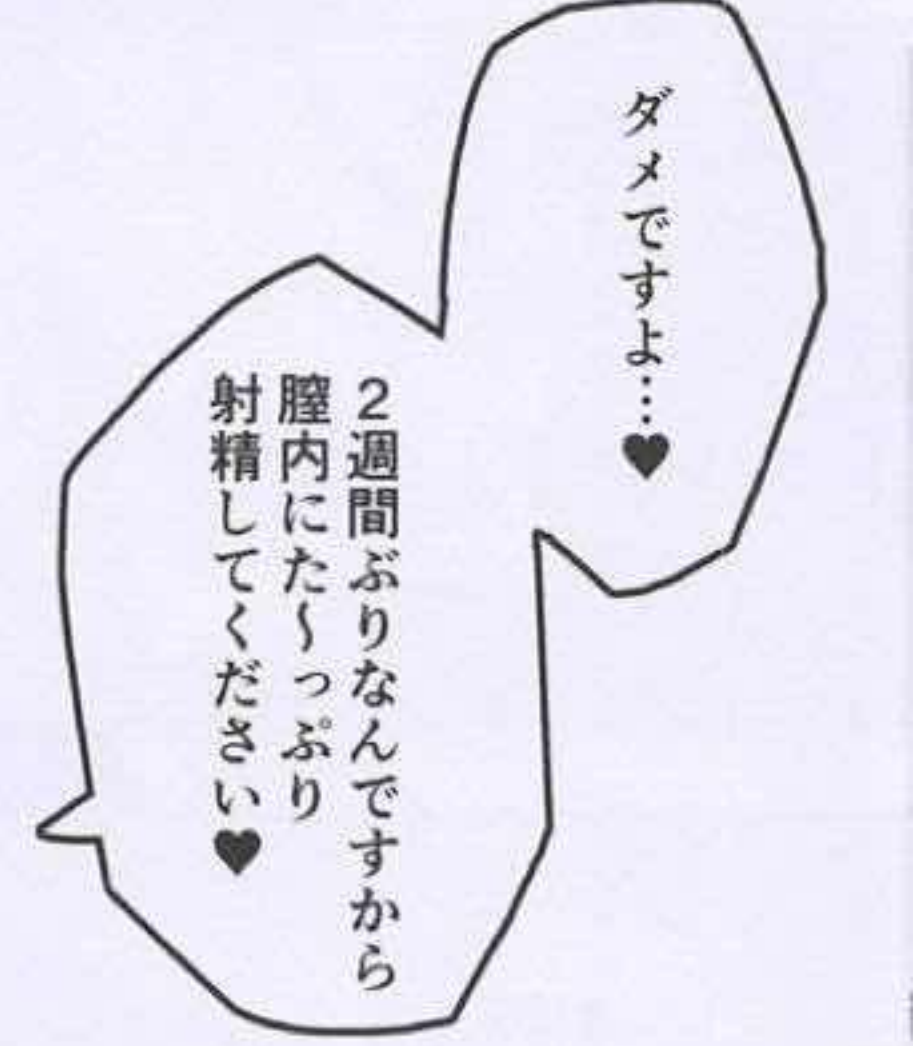 ダメですよ…♥
2週間ぶりなんですから
膣内にた〜っぷり
射精してください♥